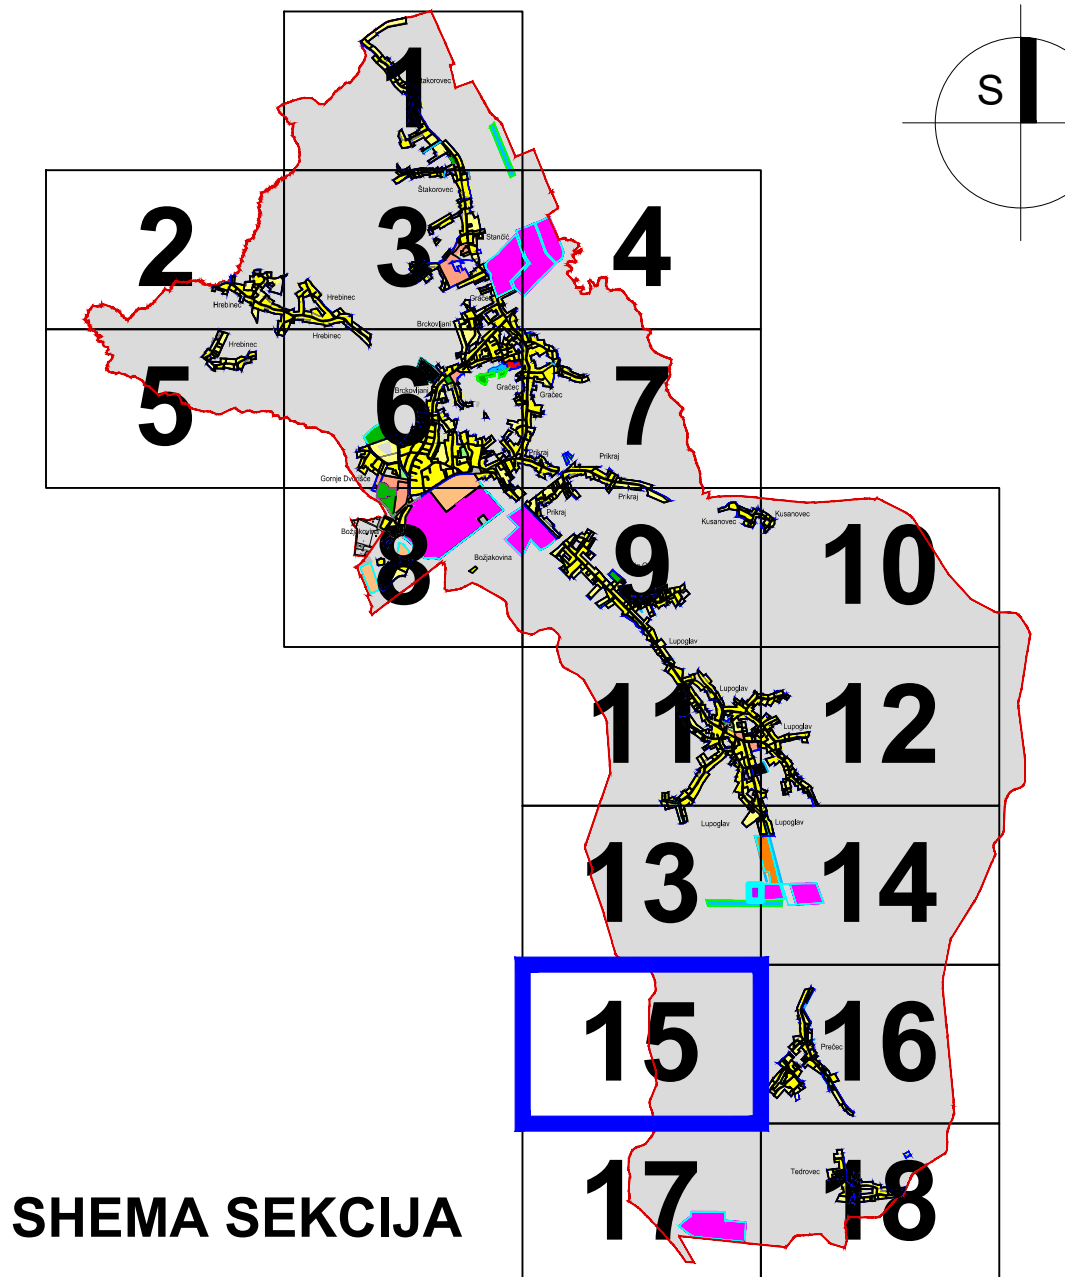 1
Štakorovec
S
Štakorovec
2
3
4
Stančić
Hrebinec
Hrebinec
Gračec
Brckovljani
Hrebinec
Hrebinec
5
6
7
Brckovljani
Gračec
Gračec
Prikraj
Prikraj
Gornje Dvorišće
Prikraj
Prikraj
Kusanovec
Kusanovec
Božjakovina
8
Božjakovina
9
10
Lupoglav
Lupoglav
Lupoglav
11
12
Lupoglav
Lupoglav
13
14
15
16
Prečec
Tedrovec
17
18
SHEMA SEKCIJA